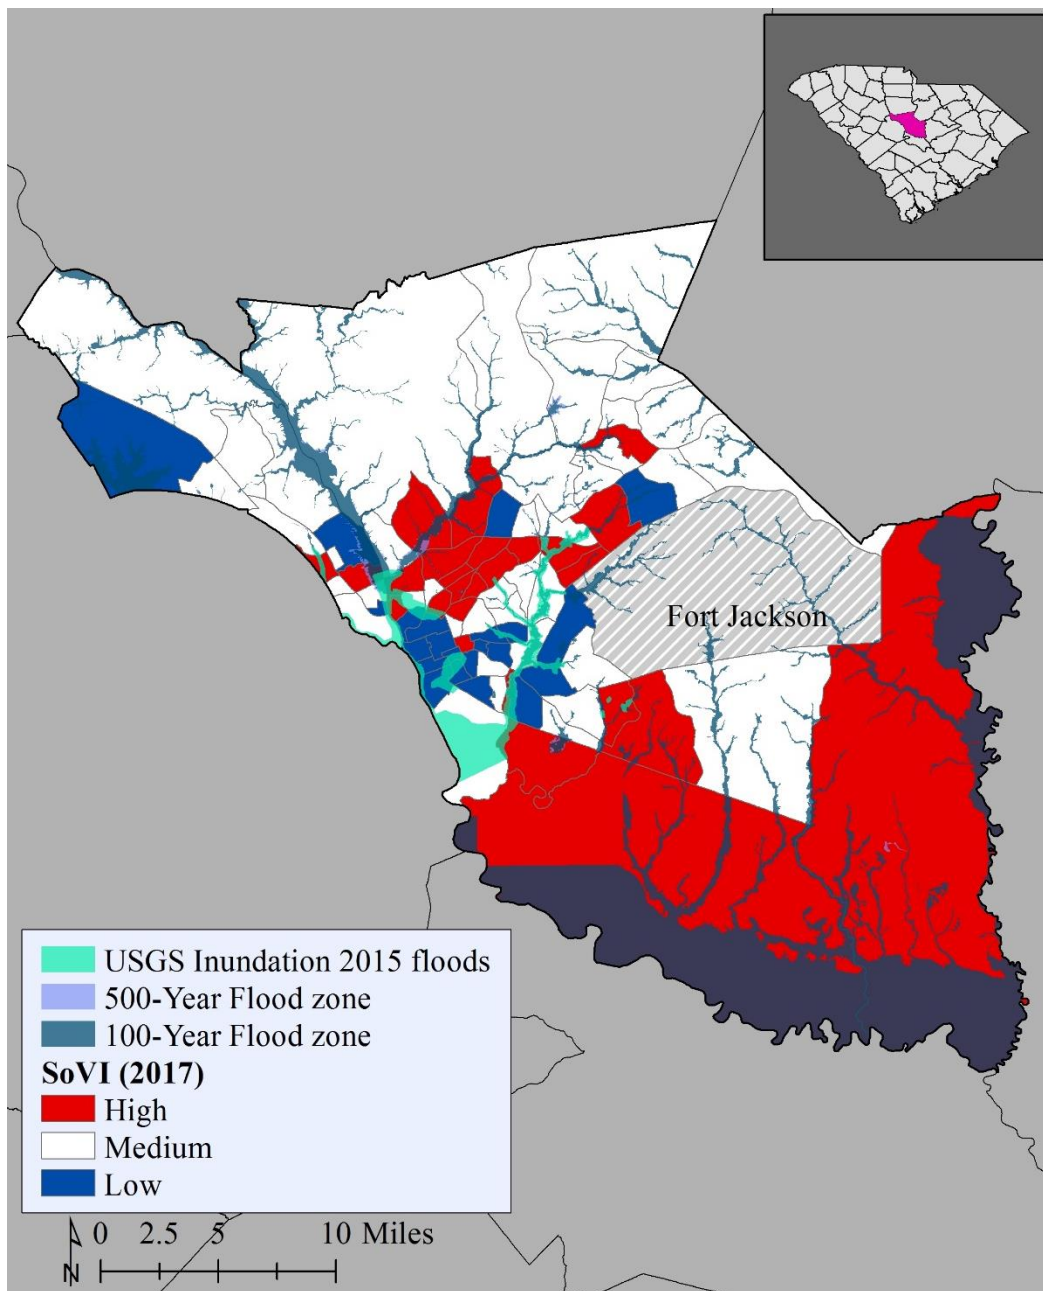 Fort Jackson
USGS Inundation 2015 floods
500-Year Flood zone
100-Year Flood zone
SoVI (2017)
High
Medium
Low
N
0 2.5 5 10 Miles